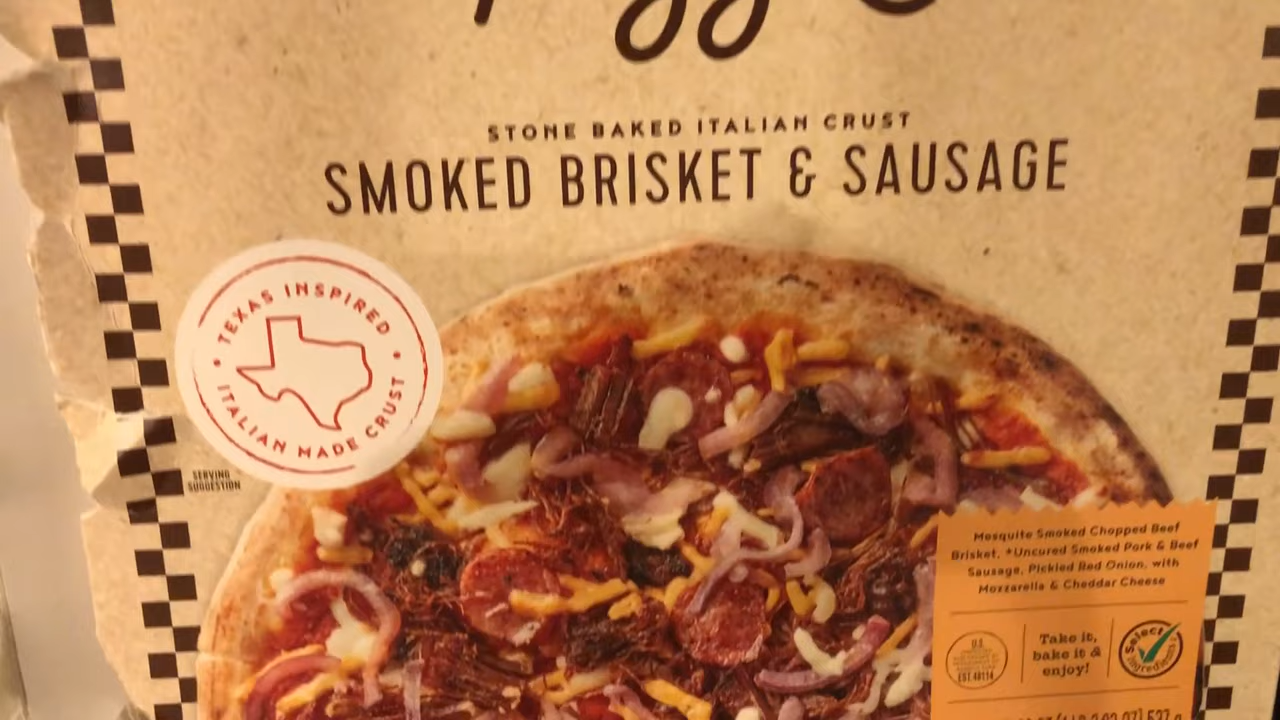 STONE BAKED ITALIAN CRUST
SMOKED BRISKET & SAUSAGE
TEXAS INSPIRED
ITALIAN MADE CRUST
SERVING
SUGGESTION
Mesquite Smoked Chopped Beef
Brisket, *Uncured Smoked Pork & Beef
Sausage, Pickled Red Onion, with
Mozzarella & Cheddar Cheese
U.S.
EST. 48114
Take it,
bake it &
enjoy!
Select
Ingredients